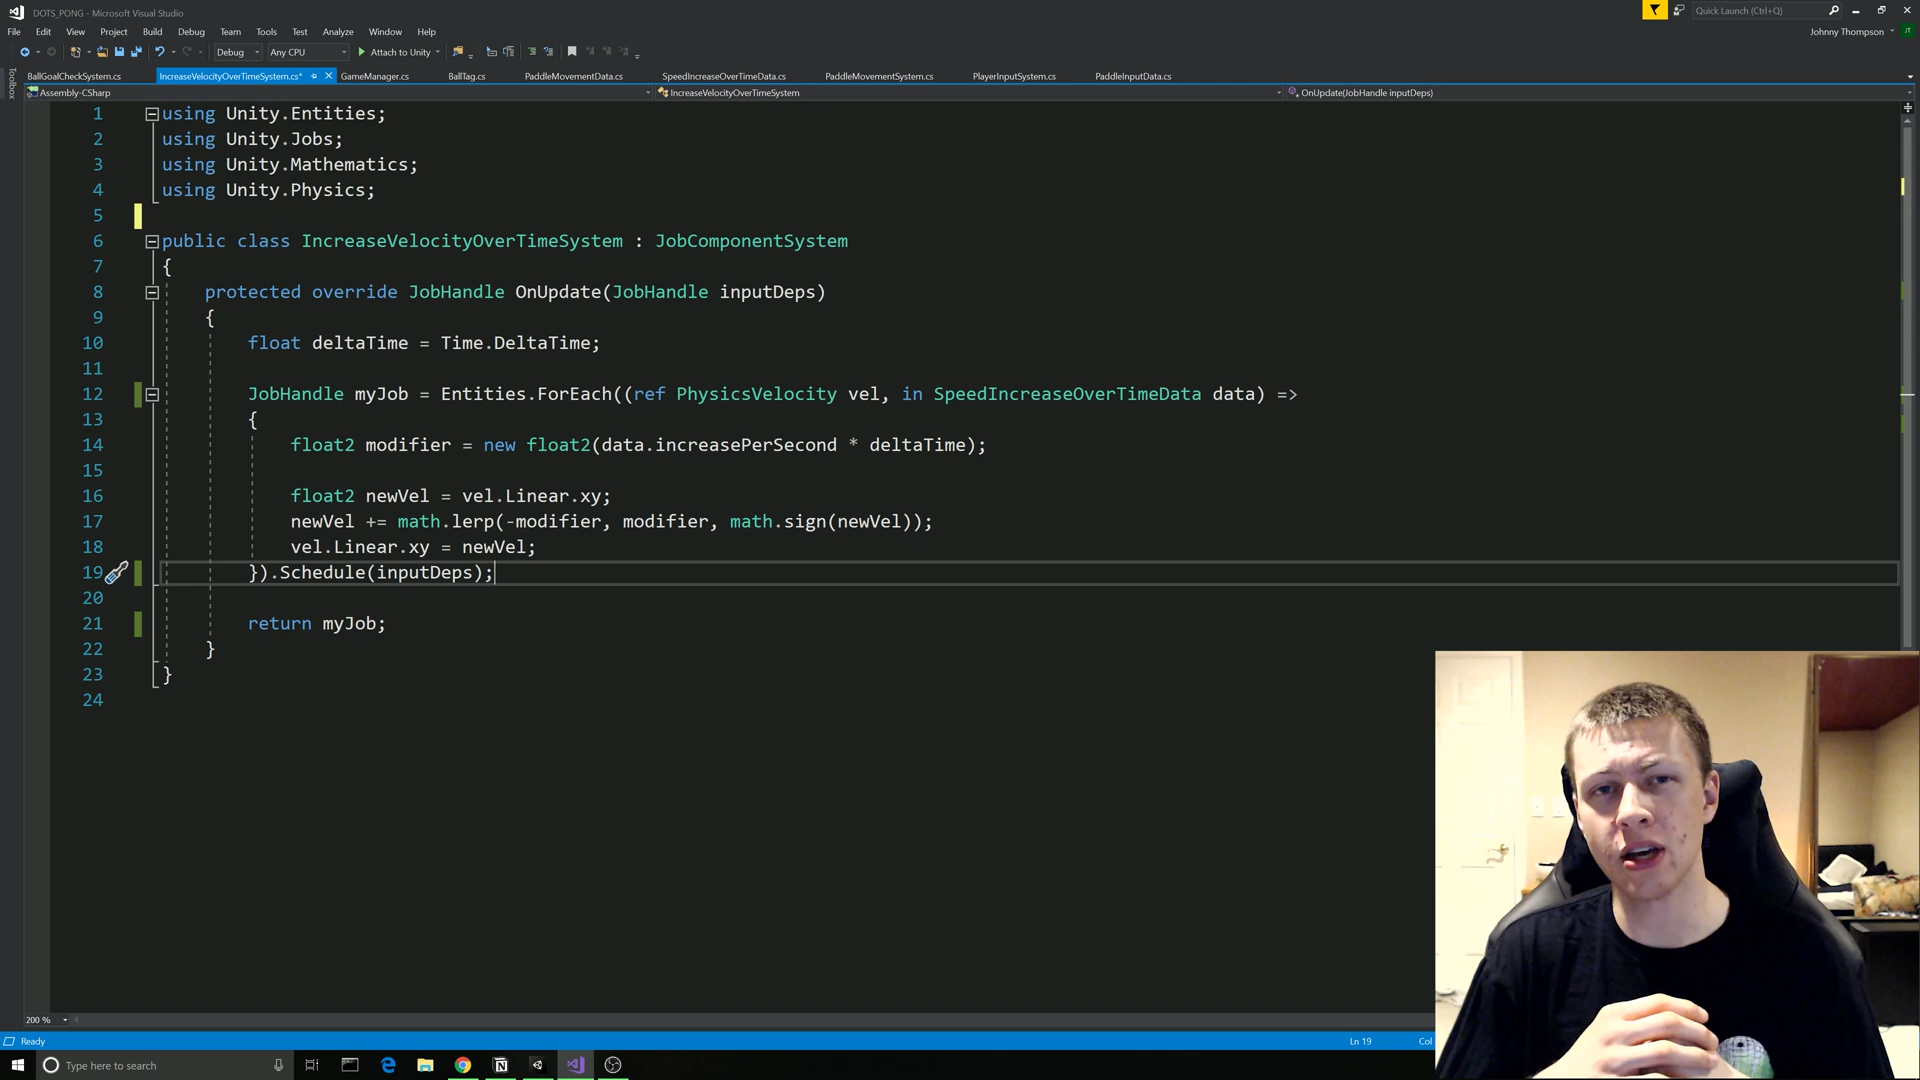 DOTS_PONG - Microsoft Visual Studio
Quick Launch (Ctrl+Q)
File Edit View Project Build Debug Team Tools Test Analyze Window Help
Johnny Thompson
JT
Debug Any CPU Attach to Unity
Toolbox
BallGoalCheckSystem.cs IncreaseVelocityOverTimeSystem.cs* GameManager.cs BallTag.cs PaddleMovementData.cs SpeedIncreaseOverTimeData.cs PaddleMovementSystem.cs PlayerInputSystem.cs PaddleInputData.cs
Assembly-CSharp IncreaseVelocityOverTimeSystem OnUpdate(JobHandle inputDeps)
1 using Unity.Entities;
2 using Unity.Jobs;
3 using Unity.Mathematics;
4 using Unity.Physics;
5
6 public class IncreaseVelocityOverTimeSystem : JobComponentSystem
7 {
8 protected override JobHandle OnUpdate(JobHandle inputDeps)
9 {
10 float deltaTime = Time.DeltaTime;
11
12 JobHandle myJob = Entities.ForEach((ref PhysicsVelocity vel, in SpeedIncreaseOverTimeData data) =>
13 {
14 float2 modifier = new float2(data.increasePerSecond * deltaTime);
15
16 float2 newVel = vel.Linear.xy;
17 newVel += math.lerp(-modifier, modifier, math.sign(newVel));
18 vel.Linear.xy = newVel;
19 }).Schedule(inputDeps);
20
21 return myJob;
22 }
23 }
24
200 %
Ready Ln 19 Col
Type here to search